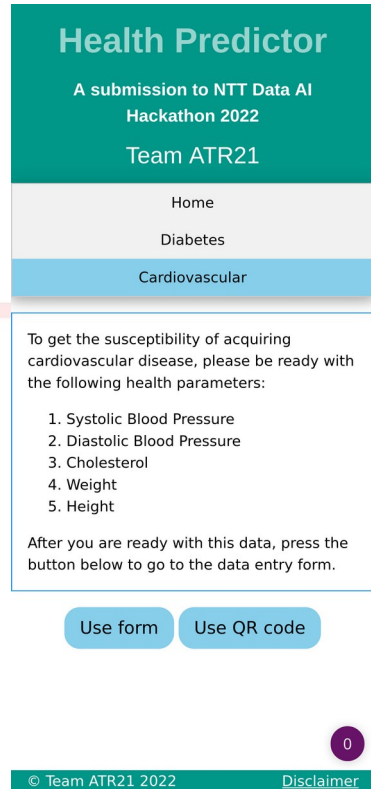 Health Predictor
A submission to NTT Data AI
Hackathon 2022
Team ATR21
Home
Diabetes
Cardiovascular
To get the susceptibility of acquiring
cardiovascular disease, please be ready with
the following health parameters:
1. Systolic Blood Pressure
2. Diastolic Blood Pressure
3. Cholesterol
4. Weight
5. Height
After you are ready with this data, press the
button below to go to the data entry form.
Use form Use QR code
0
© Team ATR21 2022 Disclaimer